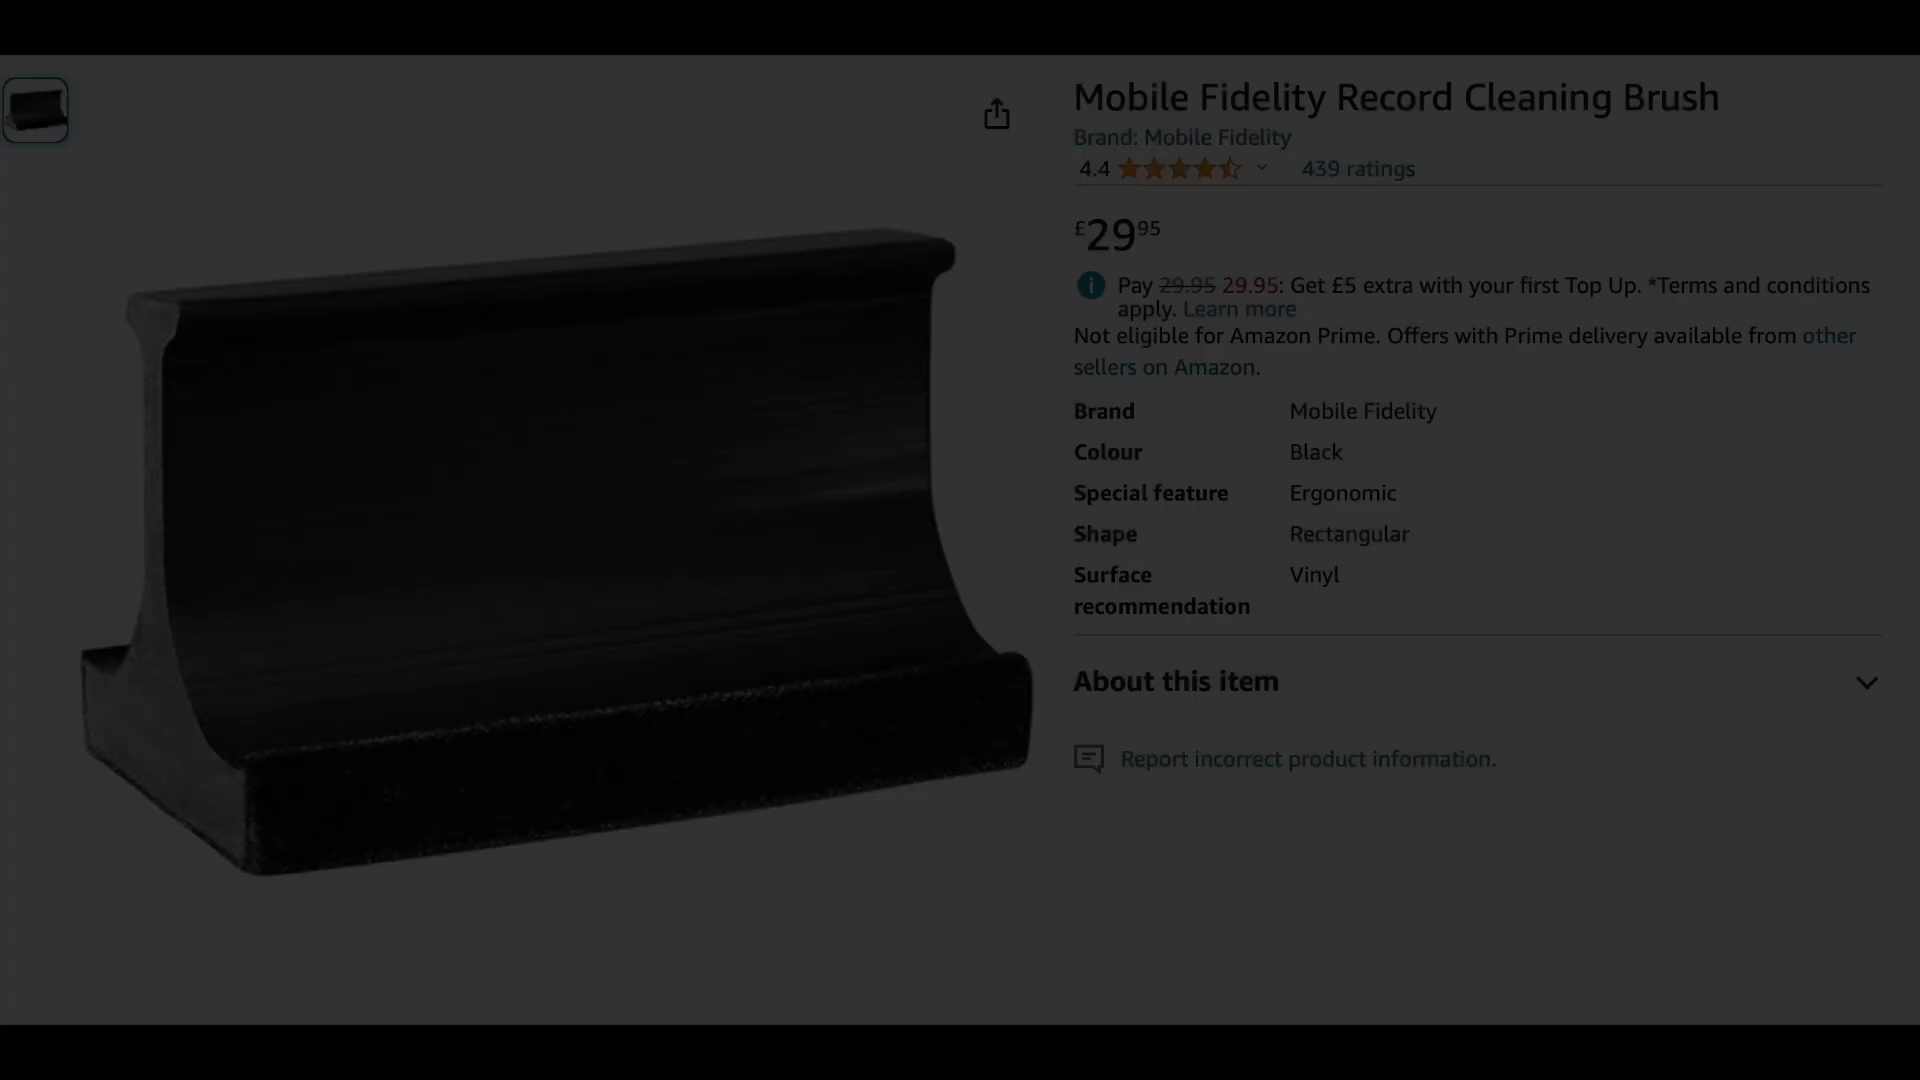 Mobile Fidelity Record Cleaning Brush
Brand: Mobile Fidelity
4.4 439 ratings
£29.95
Pay 29.95 29.95: Get £5 extra with your first Top Up. *Terms and conditions
apply. Learn more
Not eligible for Amazon Prime. Offers with Prime delivery available from other
sellers on Amazon.
Brand Mobile Fidelity
Colour Black
Special feature Ergonomic
Shape Rectangular
Surface Vinyl
recommendation
About this item
Report incorrect product information.